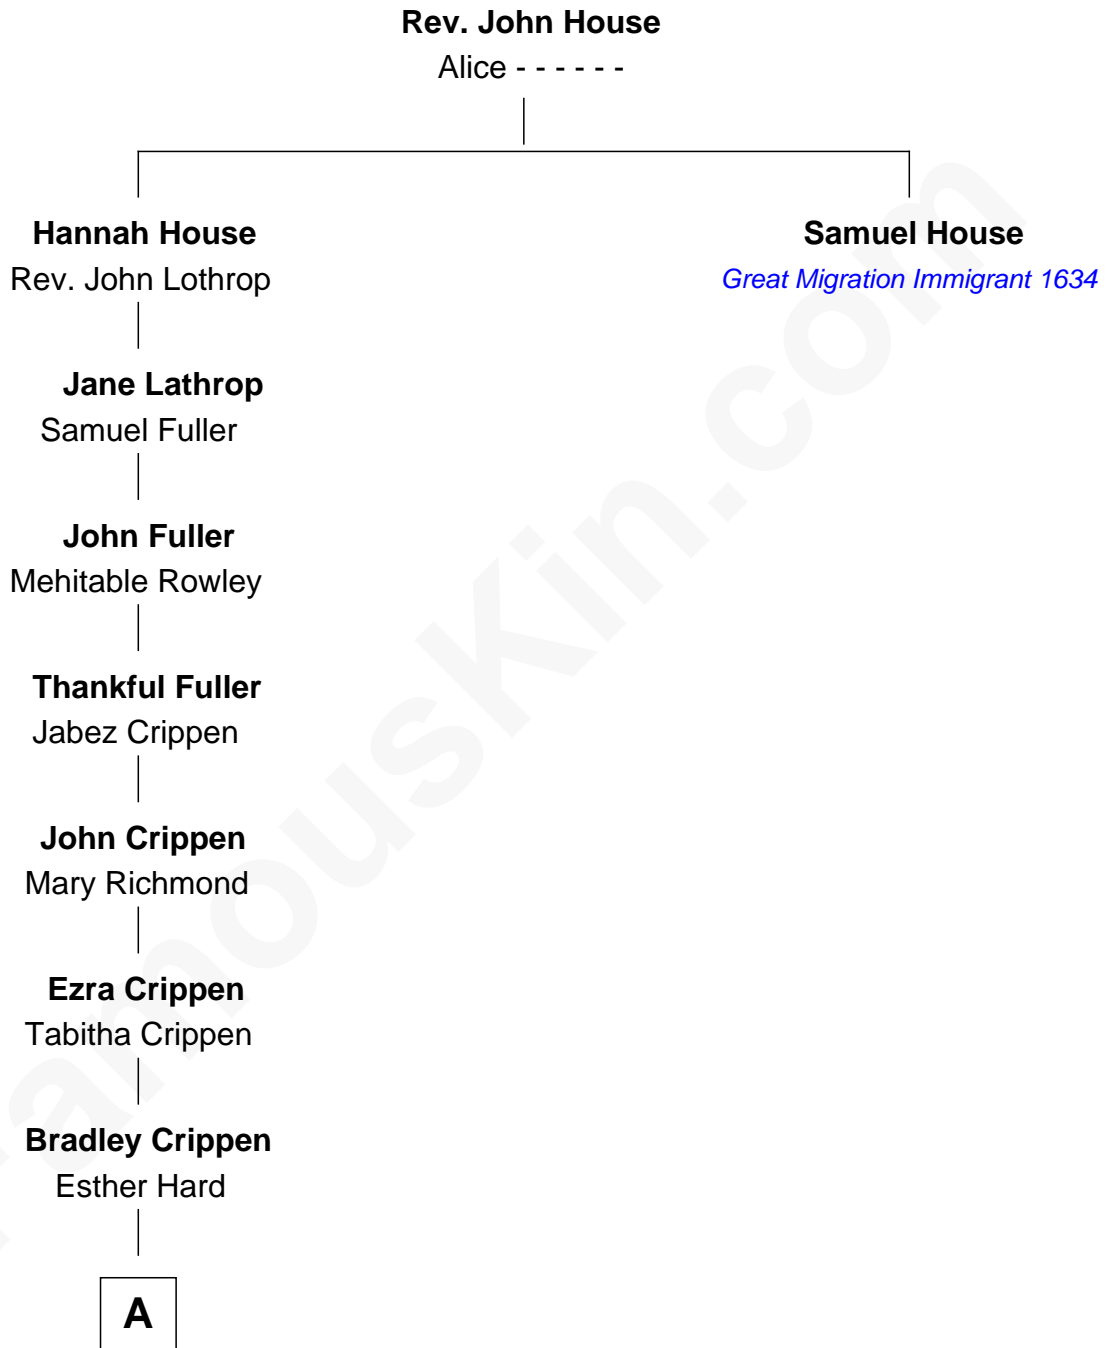 Rev. John House
Alice - - - - - -
Hannah House
Rev. John Lothrop
Samuel House
Great Migration Immigrant 1634
Jane Lathrop
Samuel Fuller
John Fuller
Mehitable Rowley
Thankful Fuller
Jabez Crippen
John Crippen
Mary Richmond
Ezra Crippen
Tabitha Crippen
Bradley Crippen
Esther Hard
A
FamousKin.com